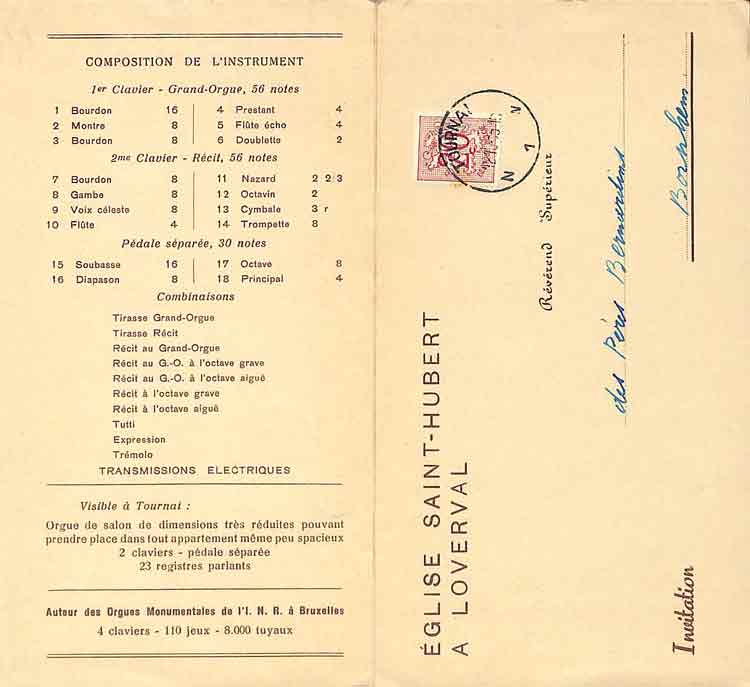 COMPOSITION DE L'INSTRUMENT
1er Clavier - Grand-Orgue, 56 notes
1 Bourdon 16 4 Prestant 4
2 Montre 8 5 Flûte écho 4
3 Bourdon 8 6 Doublette 2
2me Clavier - Récit, 56 notes
7 Bourdon 8 11 Nazard 2 2/3
8 Gambe 8 12 Octavin 2
9 Voix céleste 8 13 Cymbale 3 r
10 Flûte 4 14 Trompette 8
Pédale séparée, 30 notes
15 Soubasse 16 17 Octave 8
16 Diapason 8 18 Principal 4
Combinaisons
Tirasse Grand-Orgue
Tirasse Récit
Récit au Grand-Orgue
Récit au G.-O. à l'octave grave
Récit au G.-O. à l'octave aiguë
Récit à l'octave grave
Récit à l'octave aiguë
Tutti
Expression
Trémolo
TRANSMISSIONS ELECTRIQUES
Visible à Tournai :
Orgue de salon de dimensions très réduites pouvant
prendre place dans tout appartement même peu spacieux
2 claviers - pédale séparée
23 registres parlants
Auteur des Orgues Monumentales de l'I. N. R. à Bruxelles
4 claviers - 110 jeux - 8.000 tuyaux
ÉGLISE SAINT-HUBERT
A LOVERVAL
TOURNAI
20
N 1 N
Révérend Supérieur
des Pères Bernardins
Bornhem
Invitation